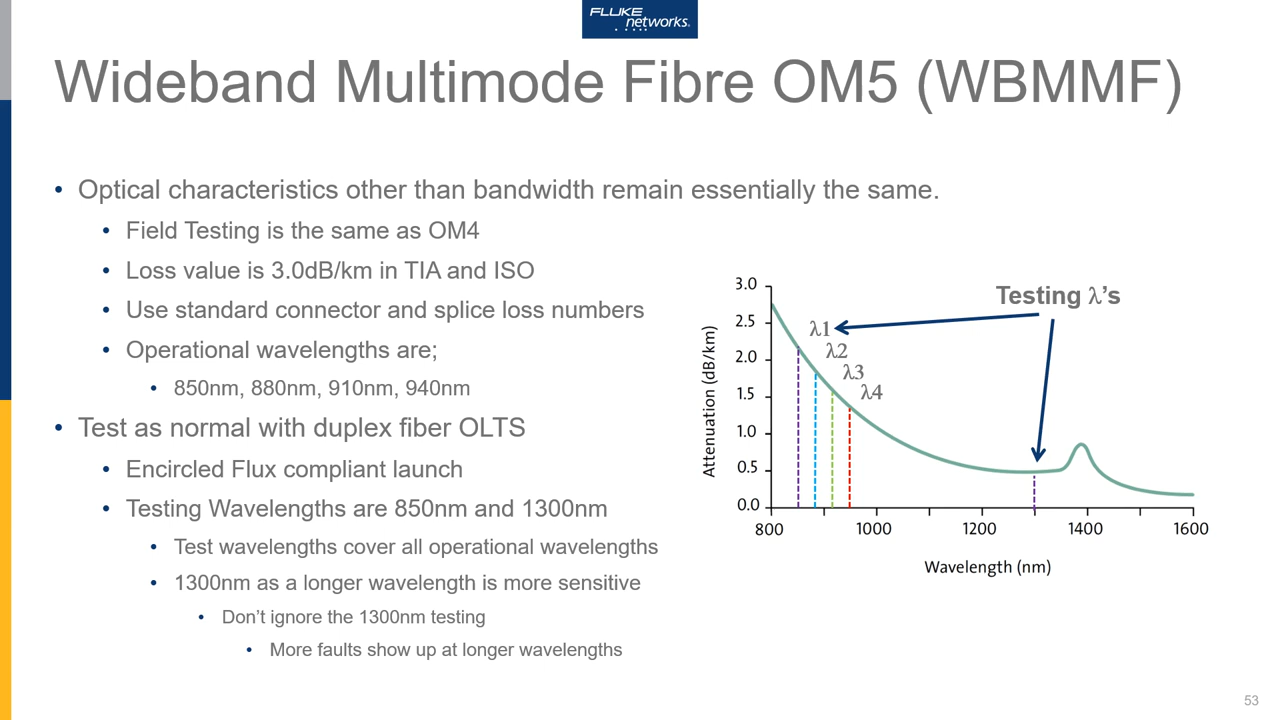 FLUKE
networks.
Wideband Multimode Fibre OM5 (WBMMF)
• Optical characteristics other than bandwidth remain essentially the same.
• Field Testing is the same as OM4
• Loss value is 3.0dB/km in TIA and ISO
• Use standard connector and splice loss numbers
• Operational wavelengths are;
• 850nm, 880nm, 910nm, 940nm
• Test as normal with duplex fiber OLTS
• Encircled Flux compliant launch
• Testing Wavelengths are 850nm and 1300nm
• Test wavelengths cover all operational wavelengths
• 1300nm as a longer wavelength is more sensitive
• Don’t ignore the 1300nm testing
• More faults show up at longer wavelengths
Testing λ’s
λ1
λ2
λ3
λ4
Attenuation (dB/km)
3.0
2.5
2.0
1.5
1.0
0.5
0.0
800 1000 1200 1400 1600
Wavelength (nm)
53